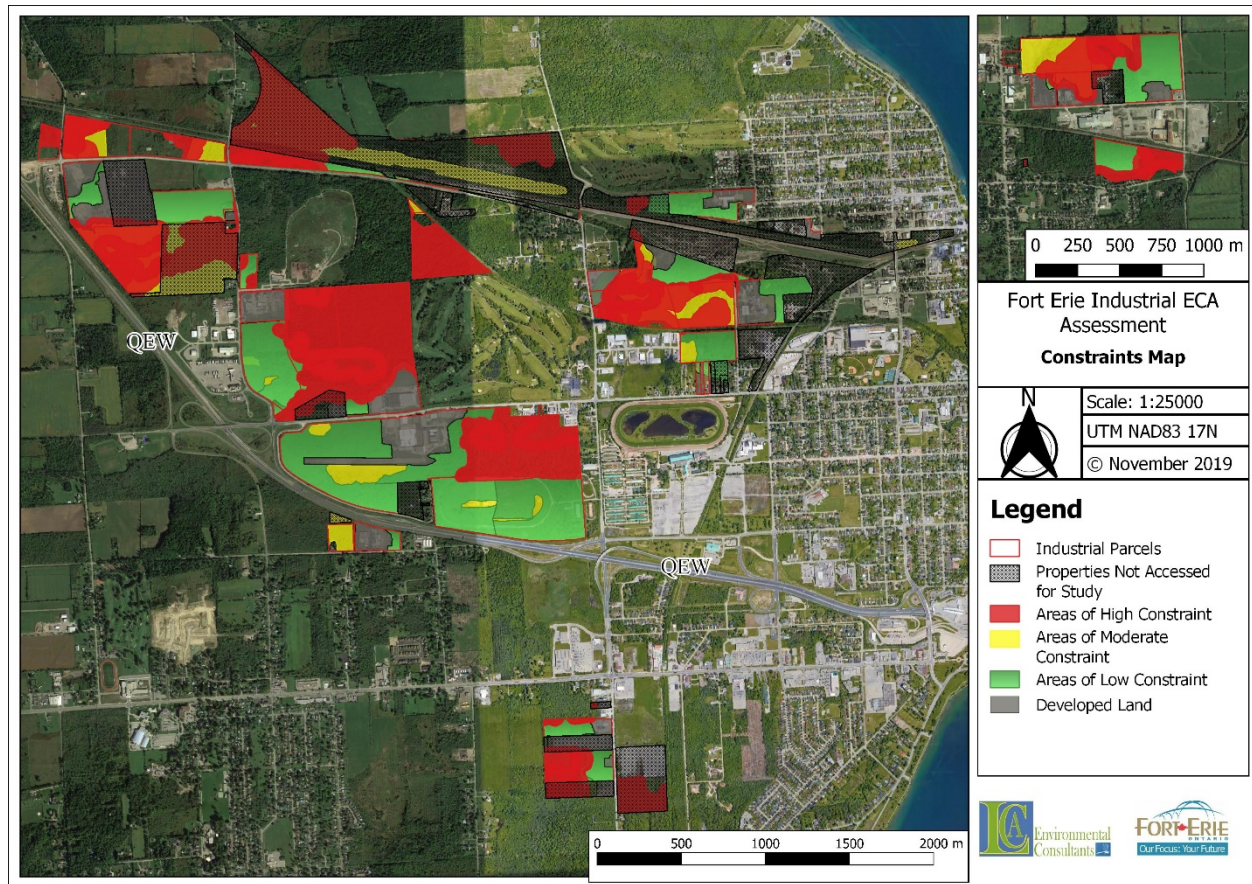 QEW
QEW
0 500 1000 1500 2000 m
0 250 500 750 1000 m
Fort Erie Industrial ECA
Assessment
Constraints Map
N
Scale: 1:25000
UTM NAD83 17N
© November 2019
Legend
Industrial Parcels
Properties Not Accessed
for Study
Areas of High Constraint
Areas of Moderate
Constraint
Areas of Low Constraint
Developed Land
LCA Environmental
Consultants
FORT ERIE
ONTARIO
Our Focus: Your Future